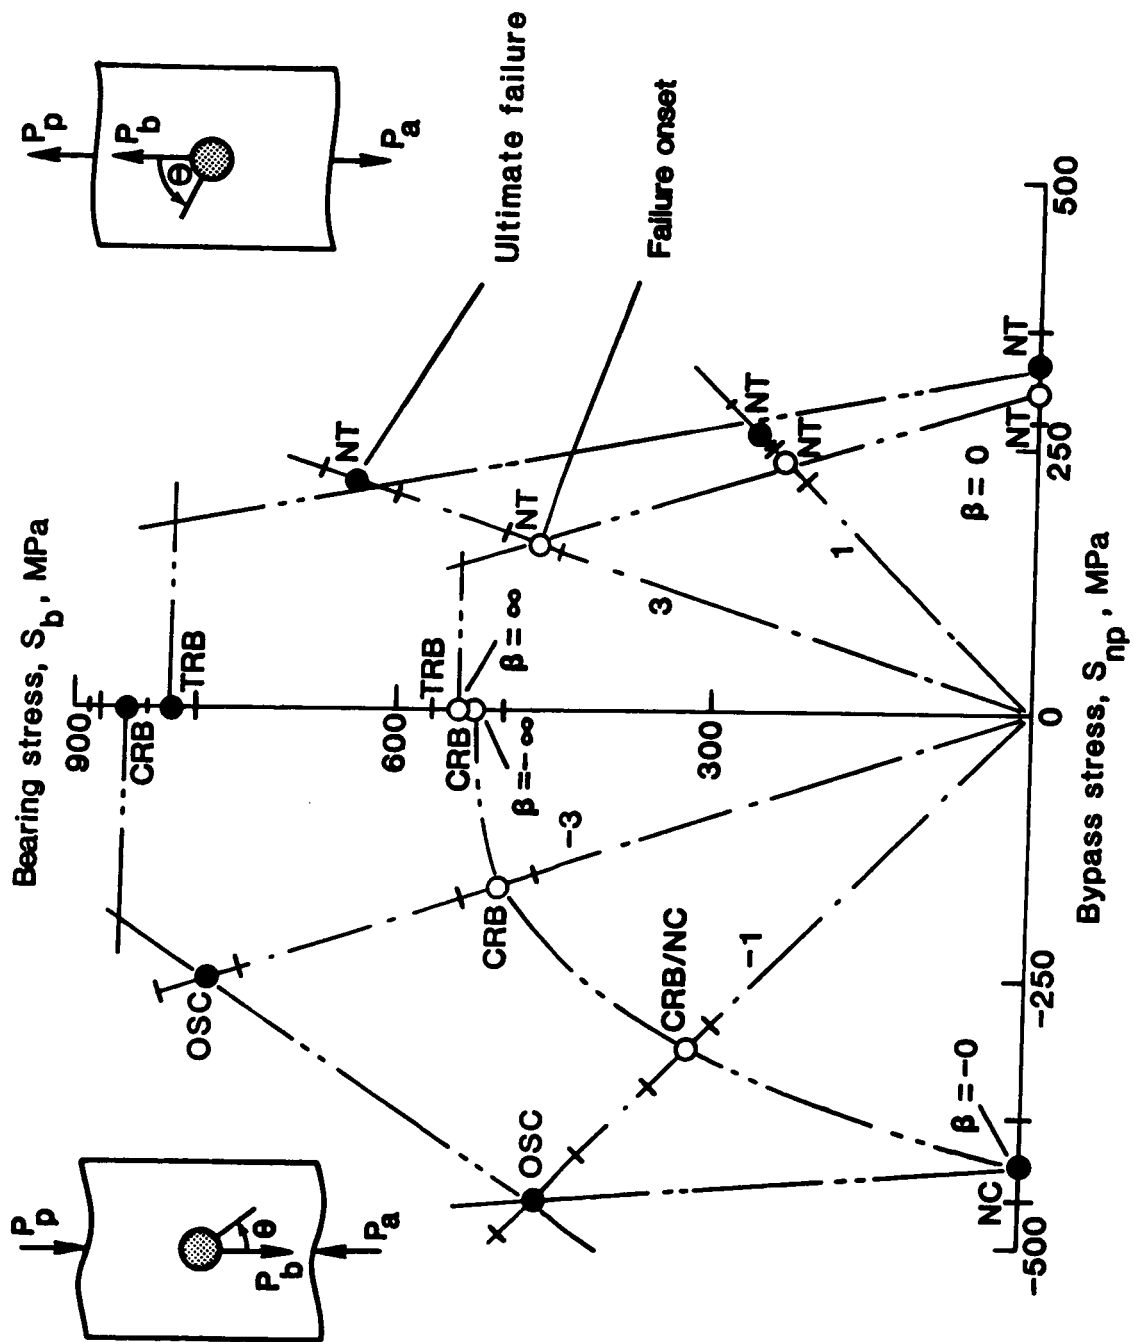 Bearing stress, S_b, MPa
P_p
P_b
θ
P_a
P_p
P_b
θ
P_a
900
CRB
TRB
OSC
NT
Ultimate failure
600
TRB
CRB
β = ∞
β = -∞
NT
Failure onset
CRB
-3
3
OSC
CRB/NC
-1
300
1
NT
NT
β = -0
NC
β = 0
NT
NT
-500
-250
0
250
500
Bypass stress, S_np, MPa